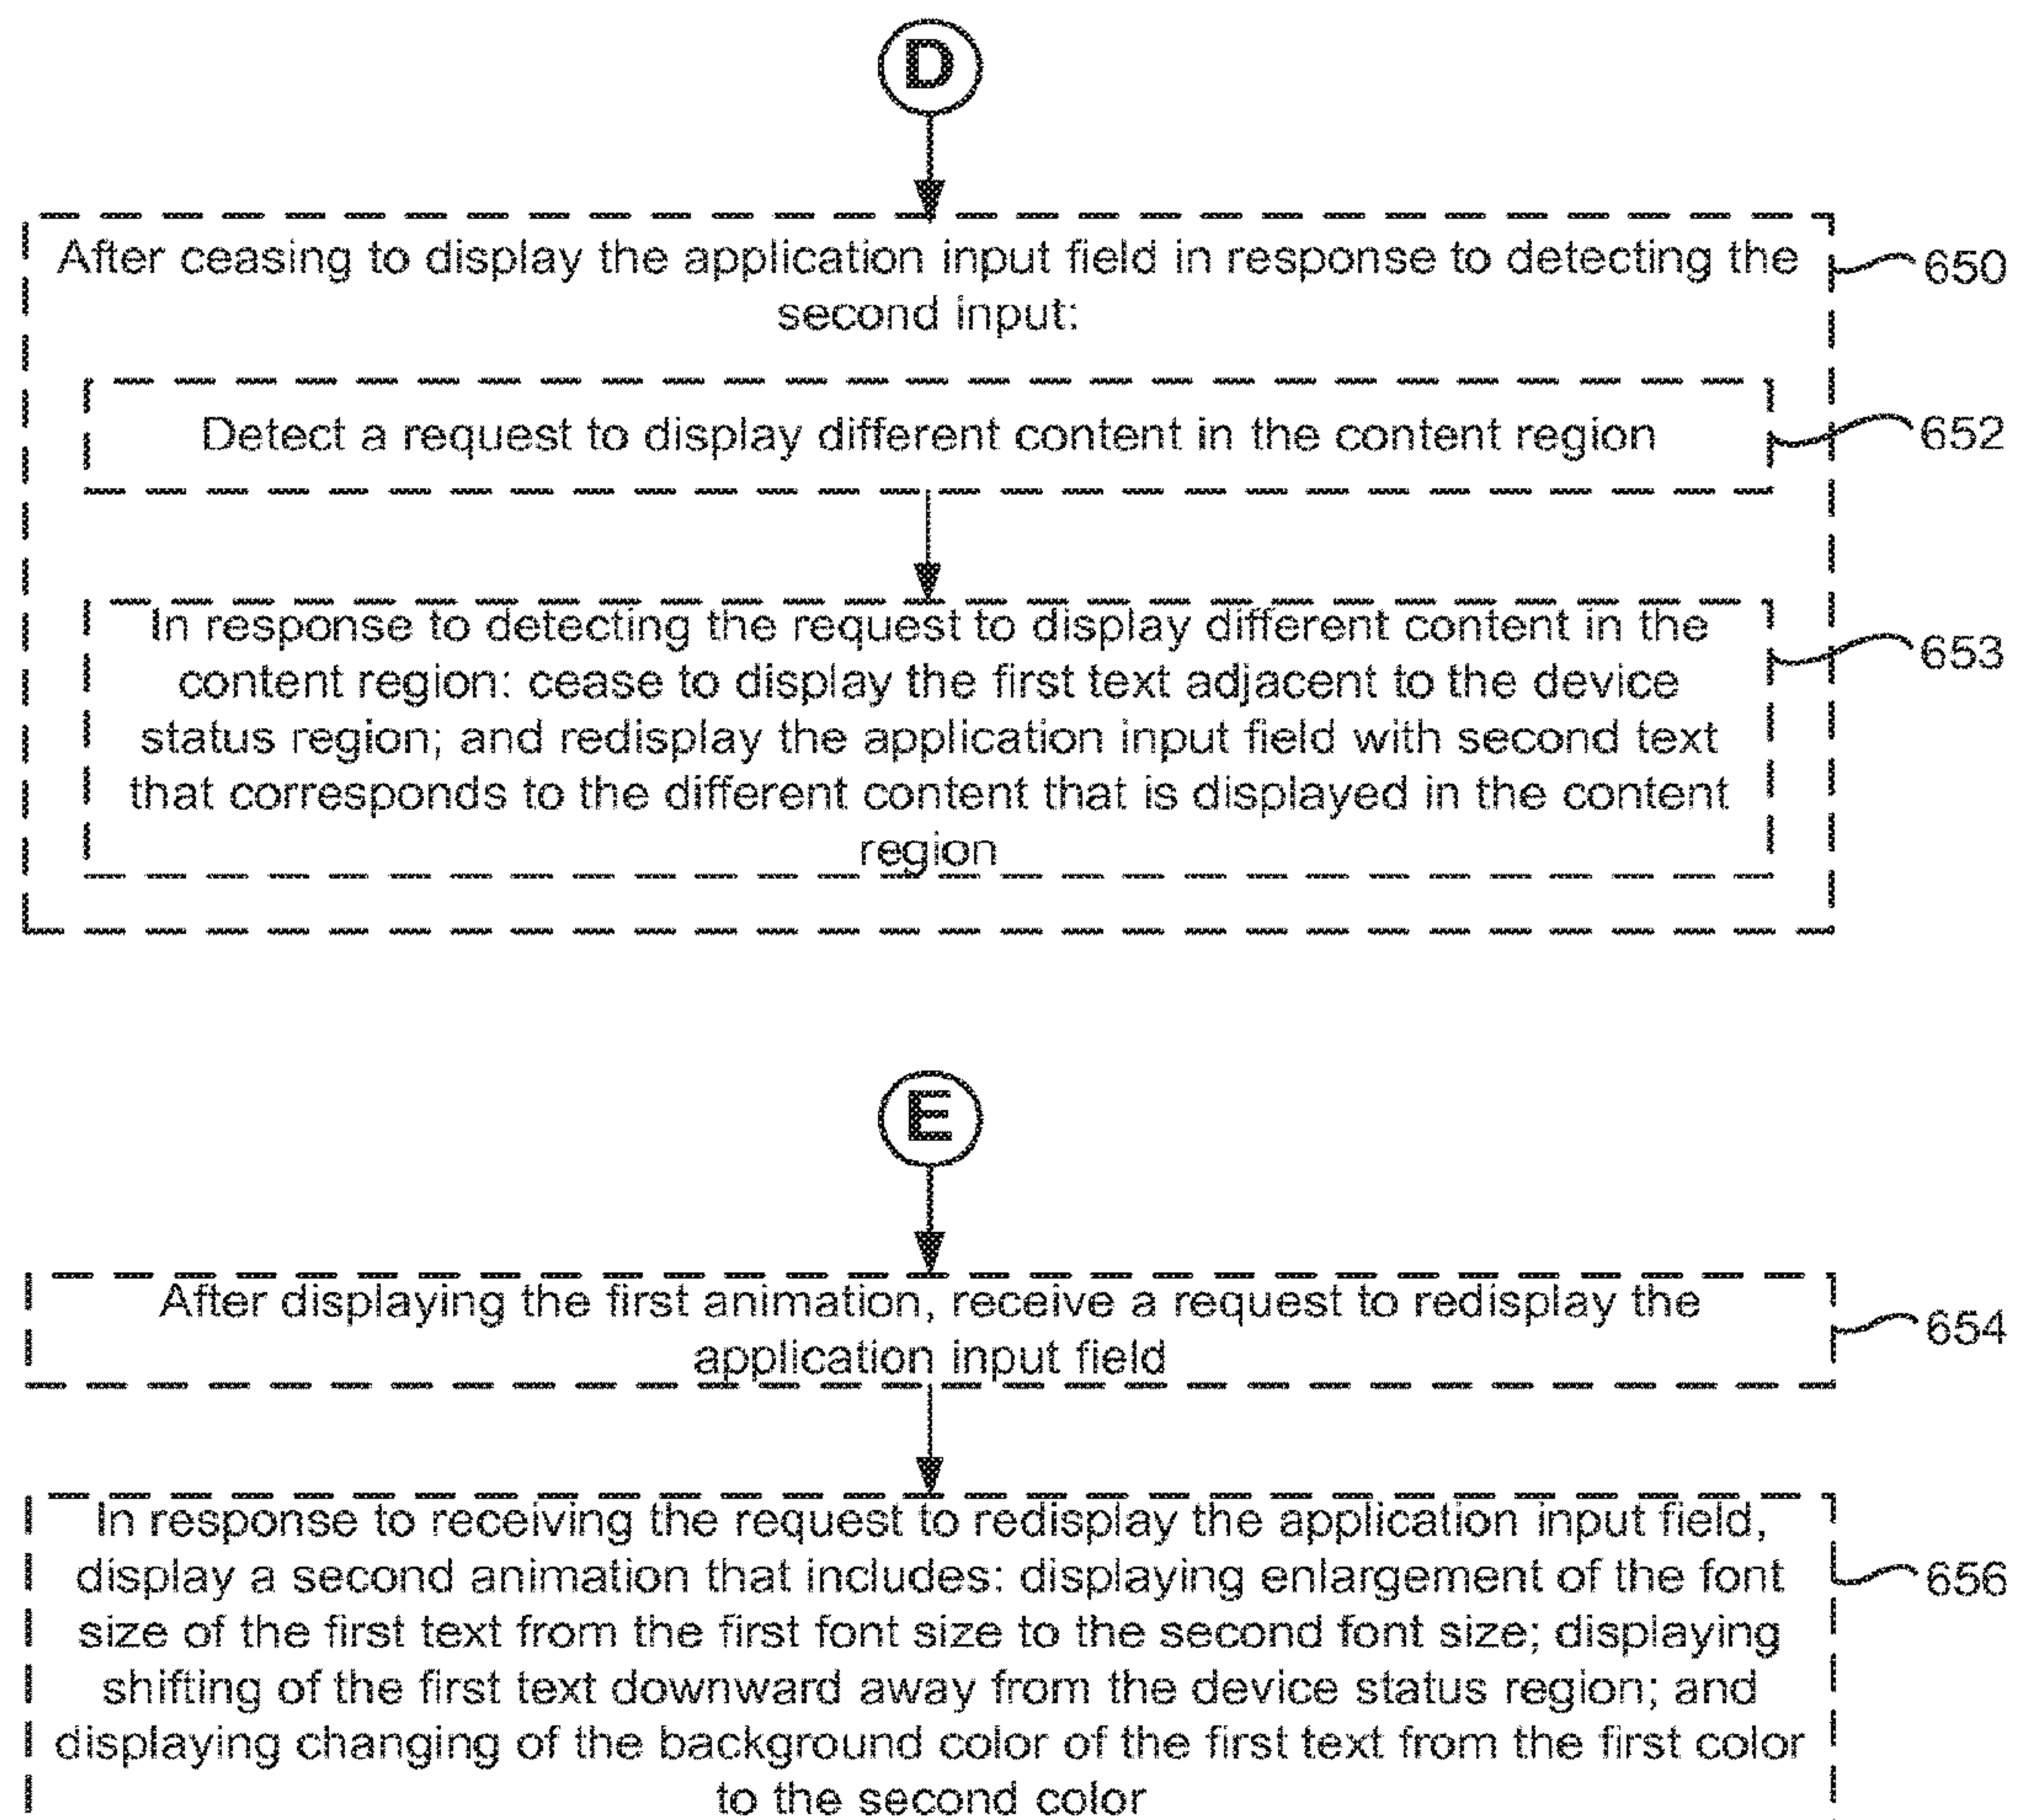 D
After ceasing to display the application input field in response to detecting the
second input:
650
Detect a request to display different content in the content region
652
In response to detecting the request to display different content in the
content region: cease to display the first text adjacent to the device
status region; and redisplay the application input field with second text
that corresponds to the different content that is displayed in the content
region
653
E
After displaying the first animation, receive a request to redisplay the
application input field
654
In response to receiving the request to redisplay the application input field,
display a second animation that includes: displaying enlargement of the font
size of the first text from the first font size to the second font size; displaying
shifting of the first text downward away from the device status region; and
displaying changing of the background color of the first text from the first color
to the second color
656